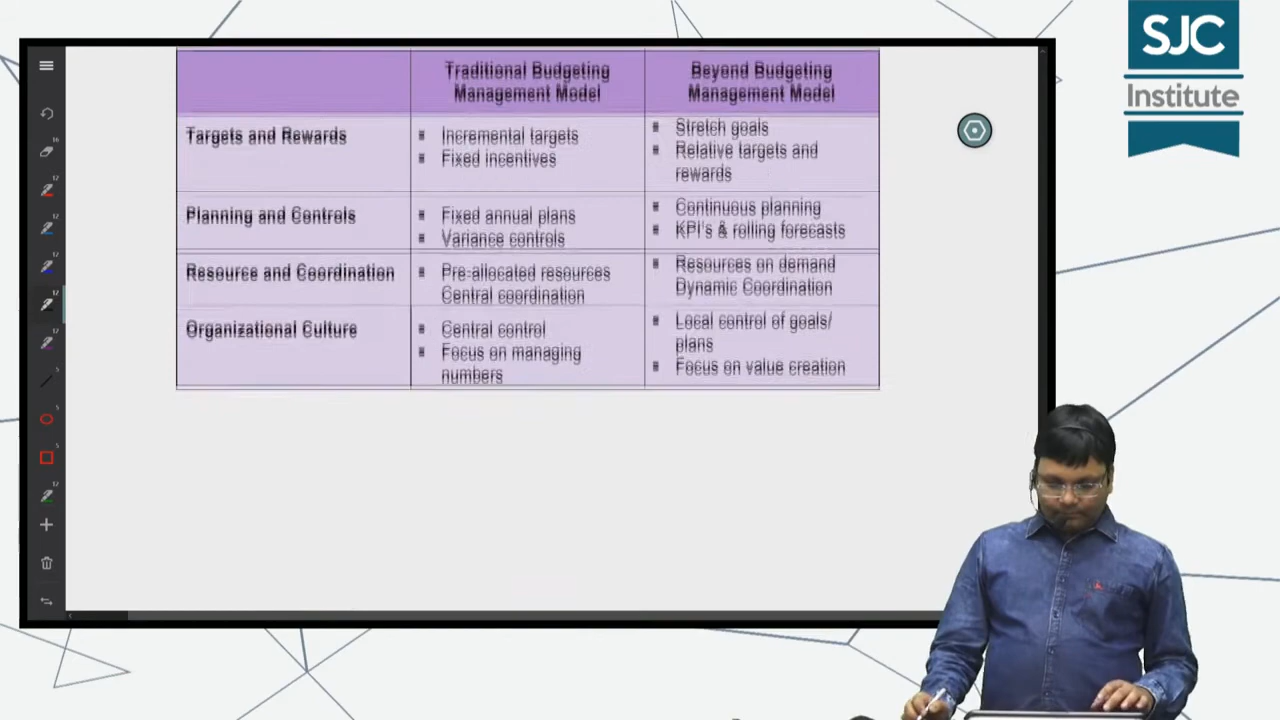 SJC
Institute
Traditional Budgeting
Management Model
Beyond Budgeting
Management Model
Targets and Rewards
Incremental targets
Fixed incentives
Stretch goals
Relative targets and
rewards
Planning and Controls
Fixed annual plans
Variance controls
Continuous planning
KPI's & rolling forecasts
Resource and Coordination
Pre-allocated resources
Central coordination
Resources on demand
Dynamic Coordination
Organizational Culture
Central control
Focus on managing
numbers
Local control of goals/
plans
Focus on value creation